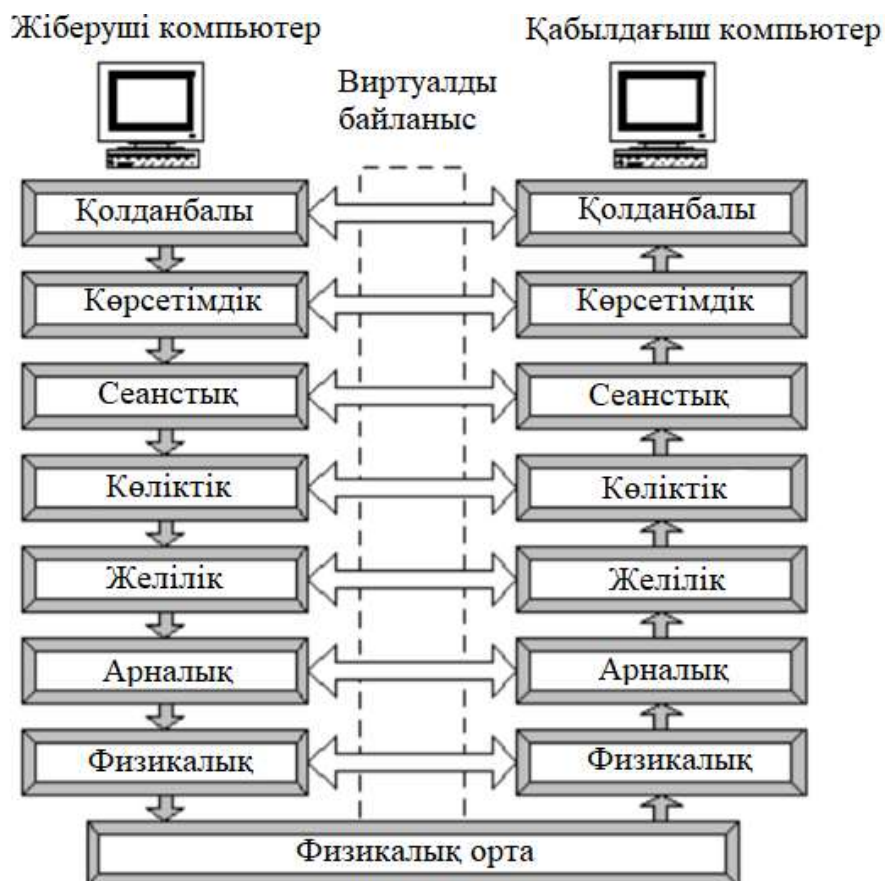 Жіберуші компьютер
Қабылдағыш компьютер
Виртуалды
байланыс
Қолданбалы
Қолданбалы
Көрсетімдік
Көрсетімдік
Сеанстық
Сеанстық
Көліктік
Көліктік
Желілік
Желілік
Арналық
Арналық
Физикалық
Физикалық
Физикалық орта